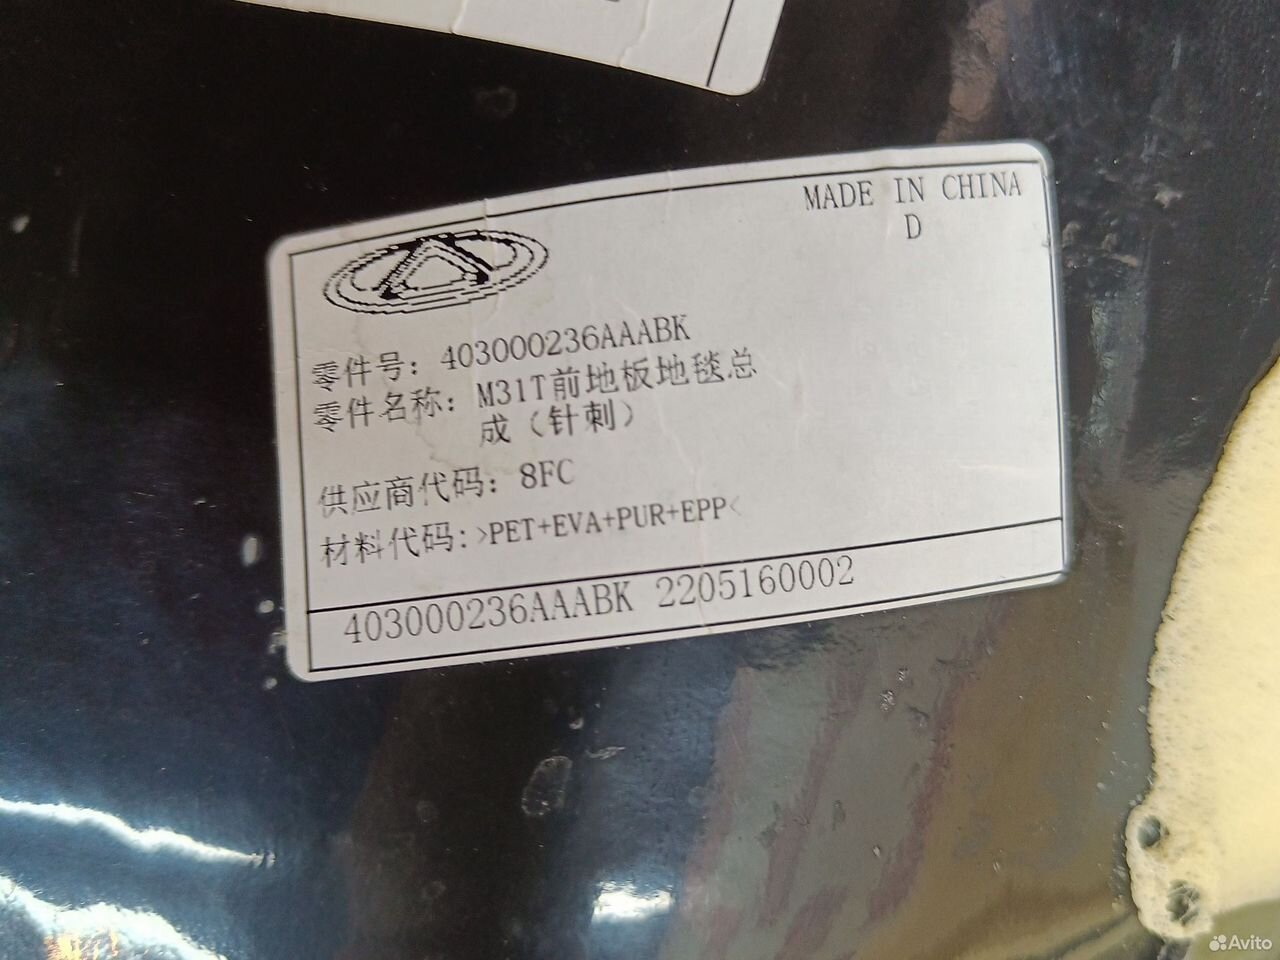 MADE IN CHINA
D
零件号: 403000236AAABK
零件名称: M31T前地板地毯总
成（针刺）
供应商代码: 8FC
材料代码: >PET+EVA+PUR+EPP<
403000236AAABK 2205160002
Avito